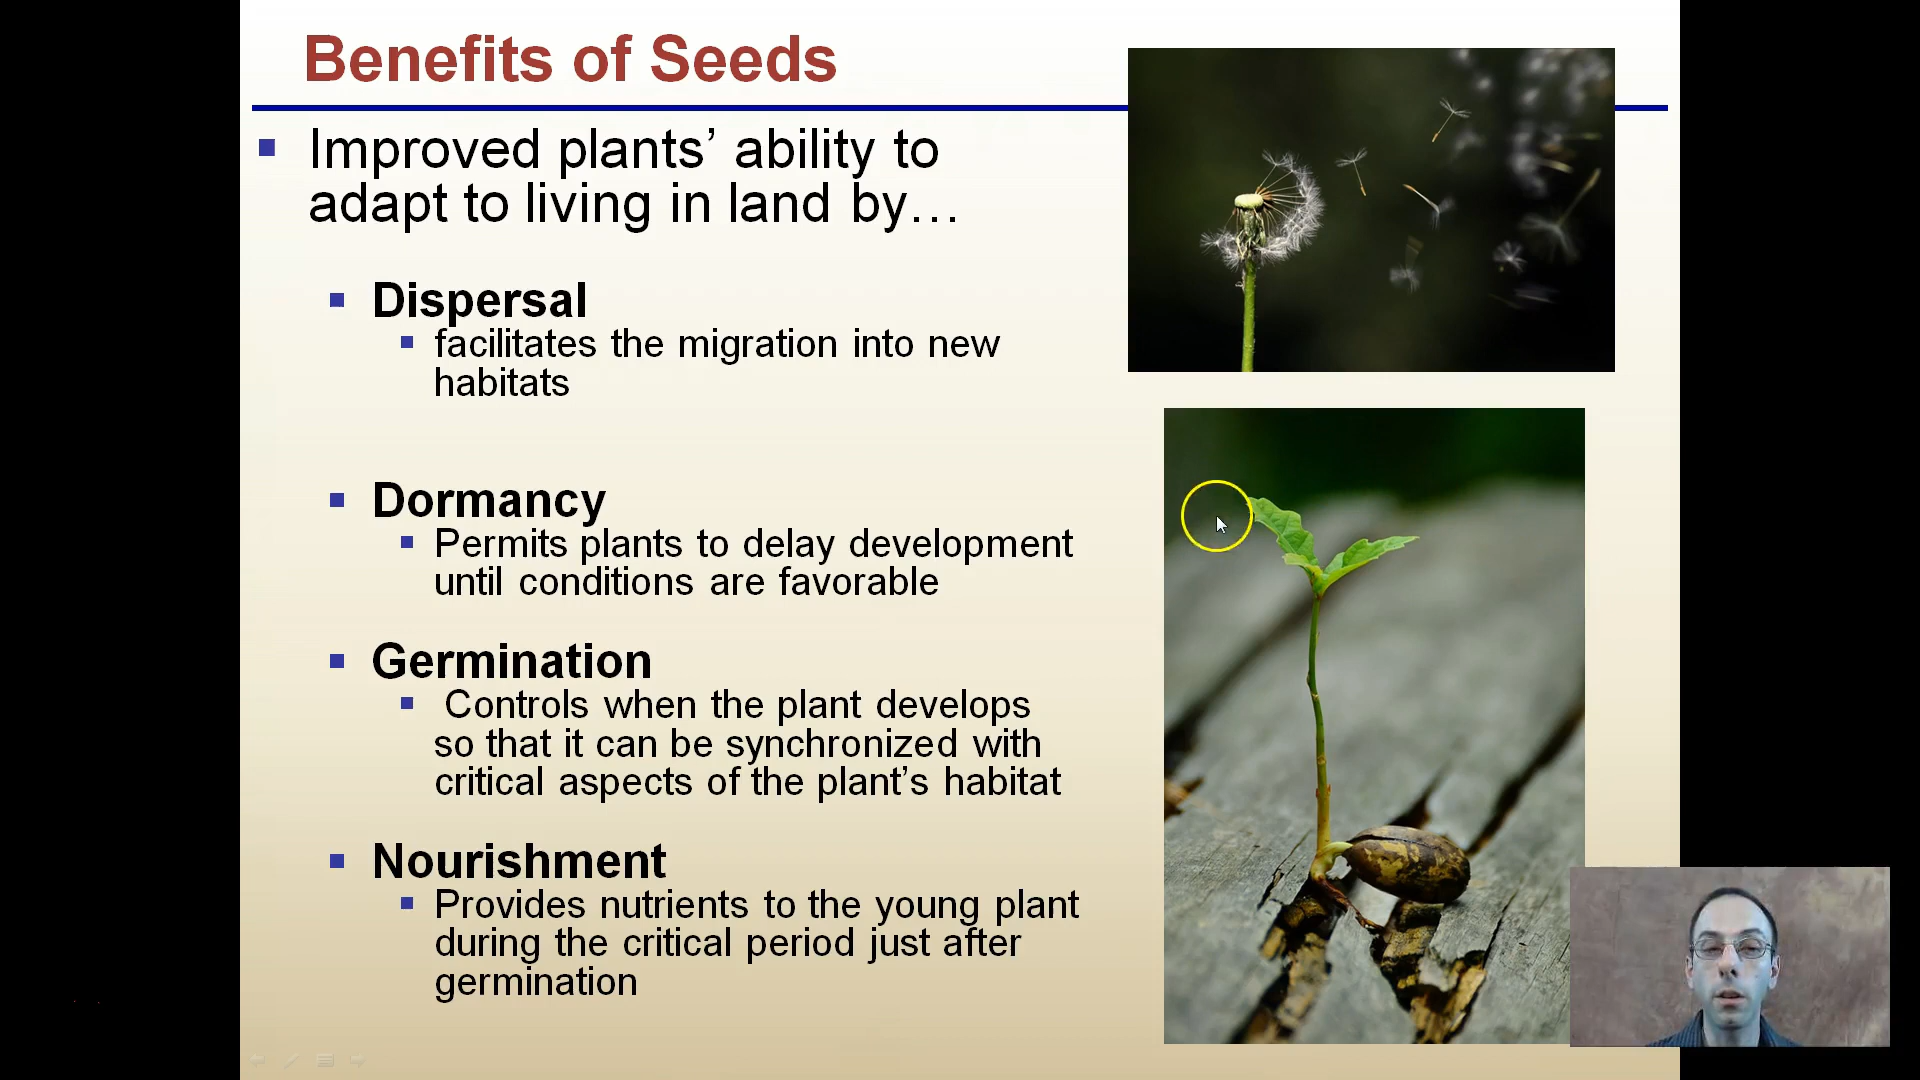 Benefits of Seeds
Improved plants’ ability to
adapt to living in land by…
Dispersal
facilitates the migration into new
habitats
Dormancy
Permits plants to delay development
until conditions are favorable
Germination
Controls when the plant develops
so that it can be synchronized with
critical aspects of the plant’s habitat
Nourishment
Provides nutrients to the young plant
during the critical period just after
germination